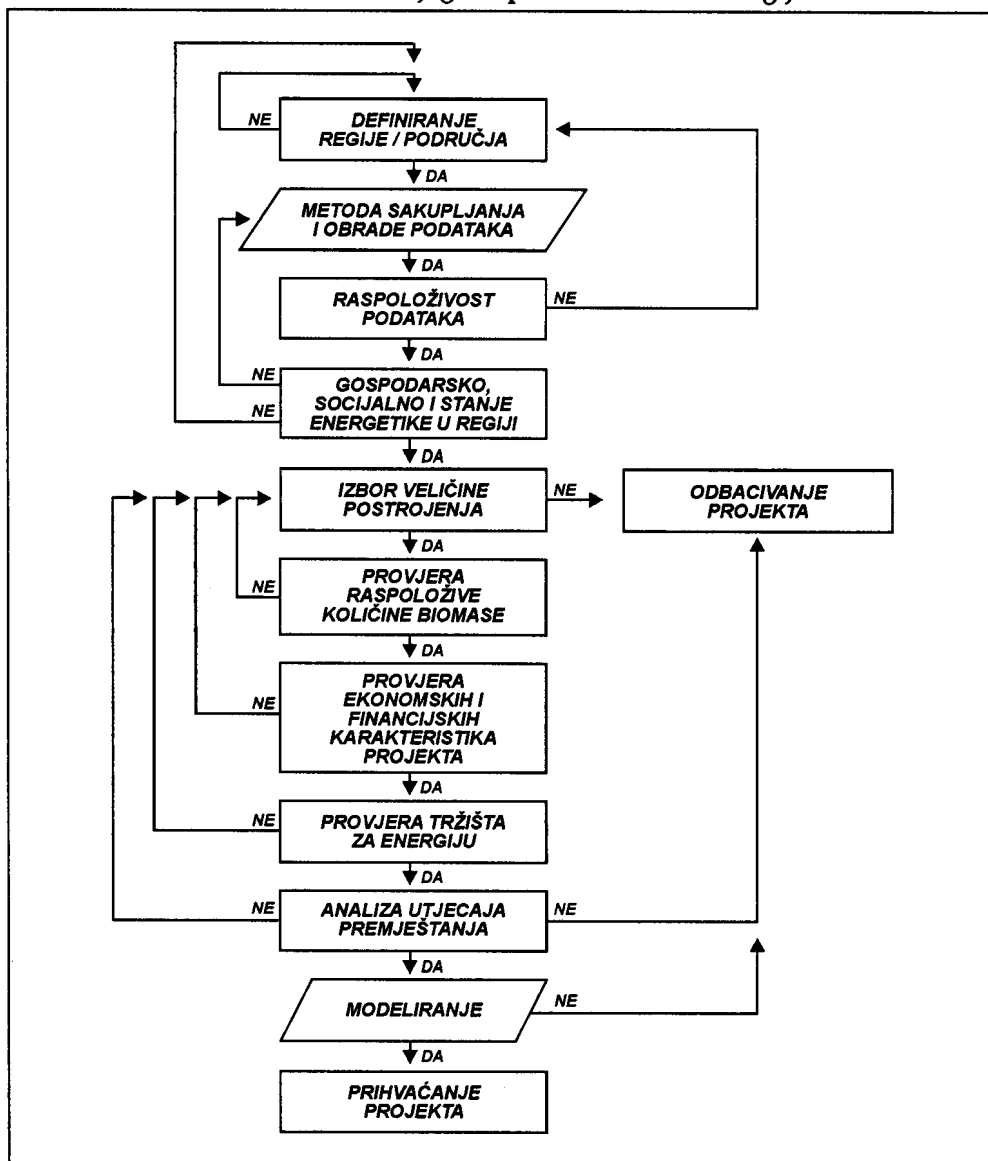 NE
DEFINIRANJE
REGIJE / PODRUČJA
DA
METODA SAKUPLJANJA
I OBRADE PODATAKA
DA
RASPOLOŽIVOST
PODATAKA
NE
DA
NE
NE
GOSPODARSKO,
SOCIJALNO I STANJE
ENERGETIKE U REGIJI
DA
IZBOR VELIČINE
POSTROJENJA
NE
ODBACIVANJE
PROJEKTA
DA
NE
PROVJERA
RASPOLOŽIVE
KOLIČINE BIOMASE
DA
NE
PROVJERA
EKONOMSKIH I
FINANCIJSKIH
KARAKTERISTIKA
PROJEKTA
DA
NE
PROVJERA TRŽIŠTA
ZA ENERGIJU
DA
NE
ANALIZA UTJECAJA
PREMJEŠTANJA
NE
DA
MODELIRANJE
NE
DA
PRIHVAĆANJE
PROJEKTA